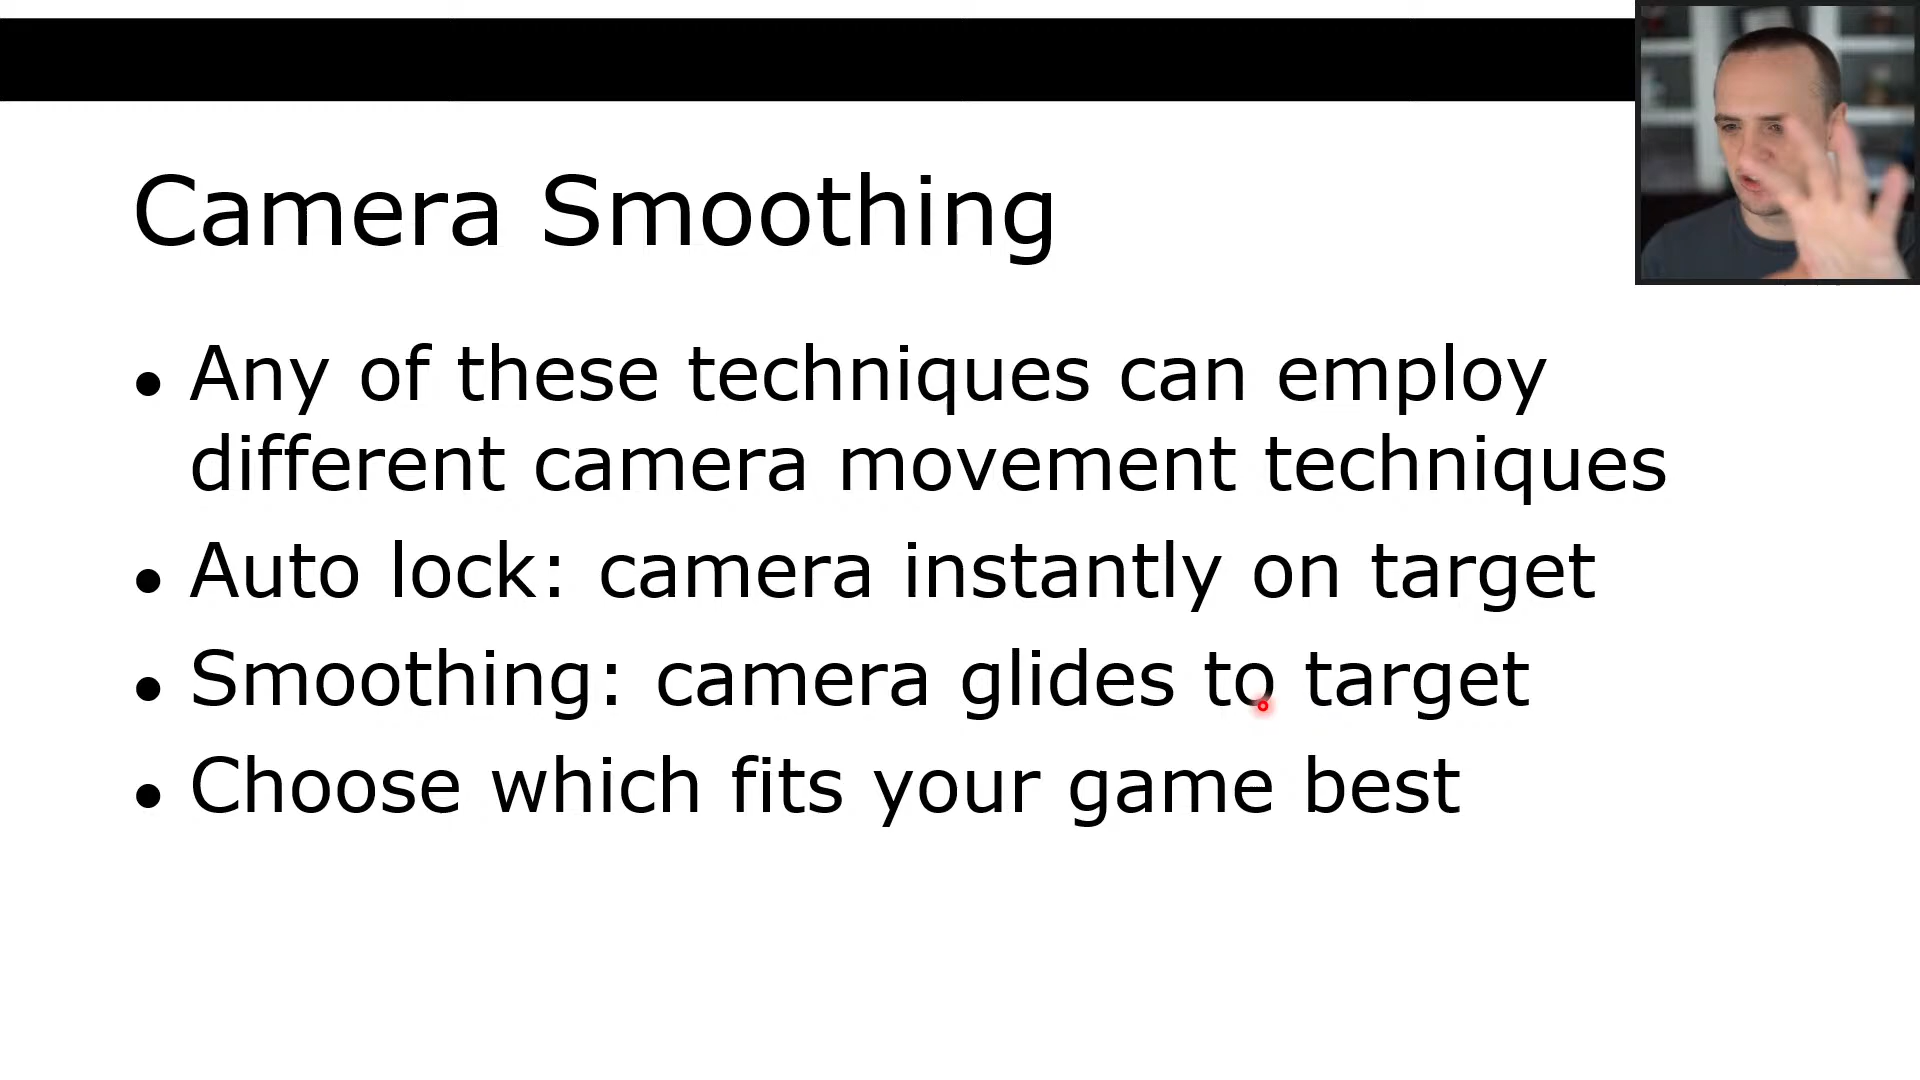 Camera Smoothing
• Any of these techniques can employ
different camera movement techniques
• Auto lock: camera instantly on target
• Smoothing: camera glides to target
• Choose which fits your game best